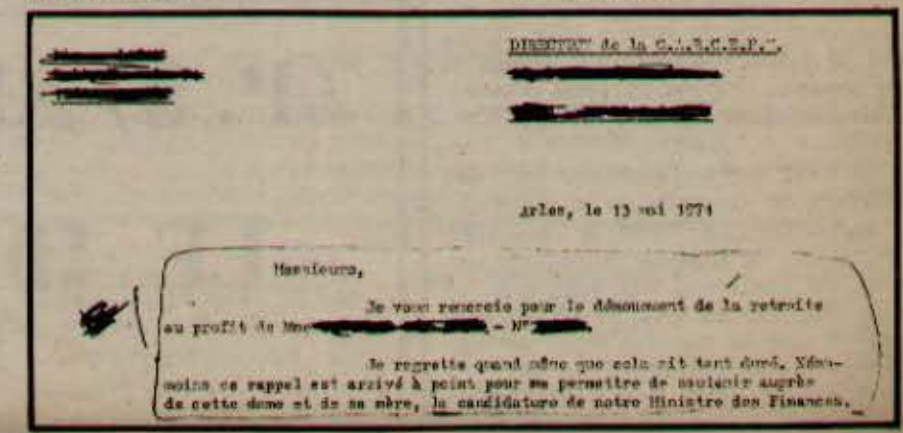 DIRECTEUR de la
Arles, le 13 mai 1974
Messieurs,
Je vous remercie pour le dénouement de la retraite
au profit de Mme - N°
Je regrette quand même que cela ait tant duré. Néan-
moins ce rappel est arrivé à point pour me permettre de soutenir auprès
de cette dame et de sa mère, la candidature de notre Ministre des Finances.